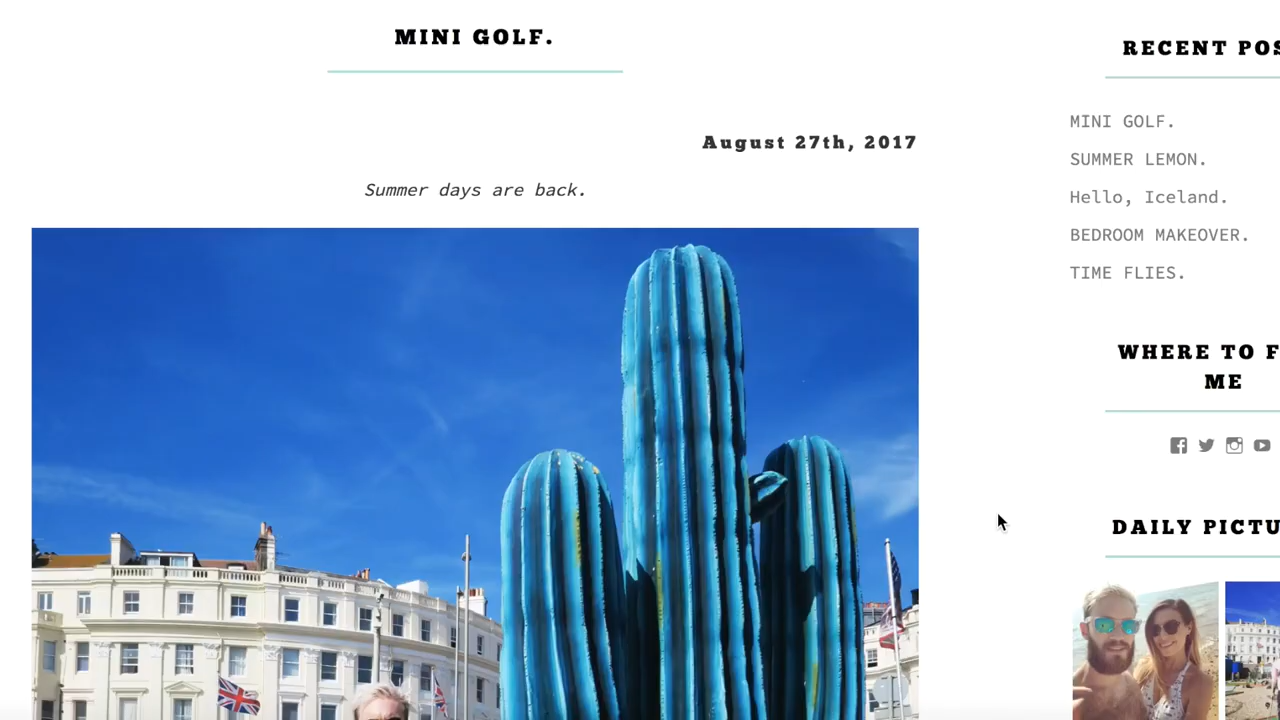 MINI GOLF.
August 27th, 2017
Summer days are back.
RECENT POS
MINI GOLF.
SUMMER LEMON.
Hello, Iceland.
BEDROOM MAKEOVER.
TIME FLIES.
WHERE TO F
ME
DAILY PICTU